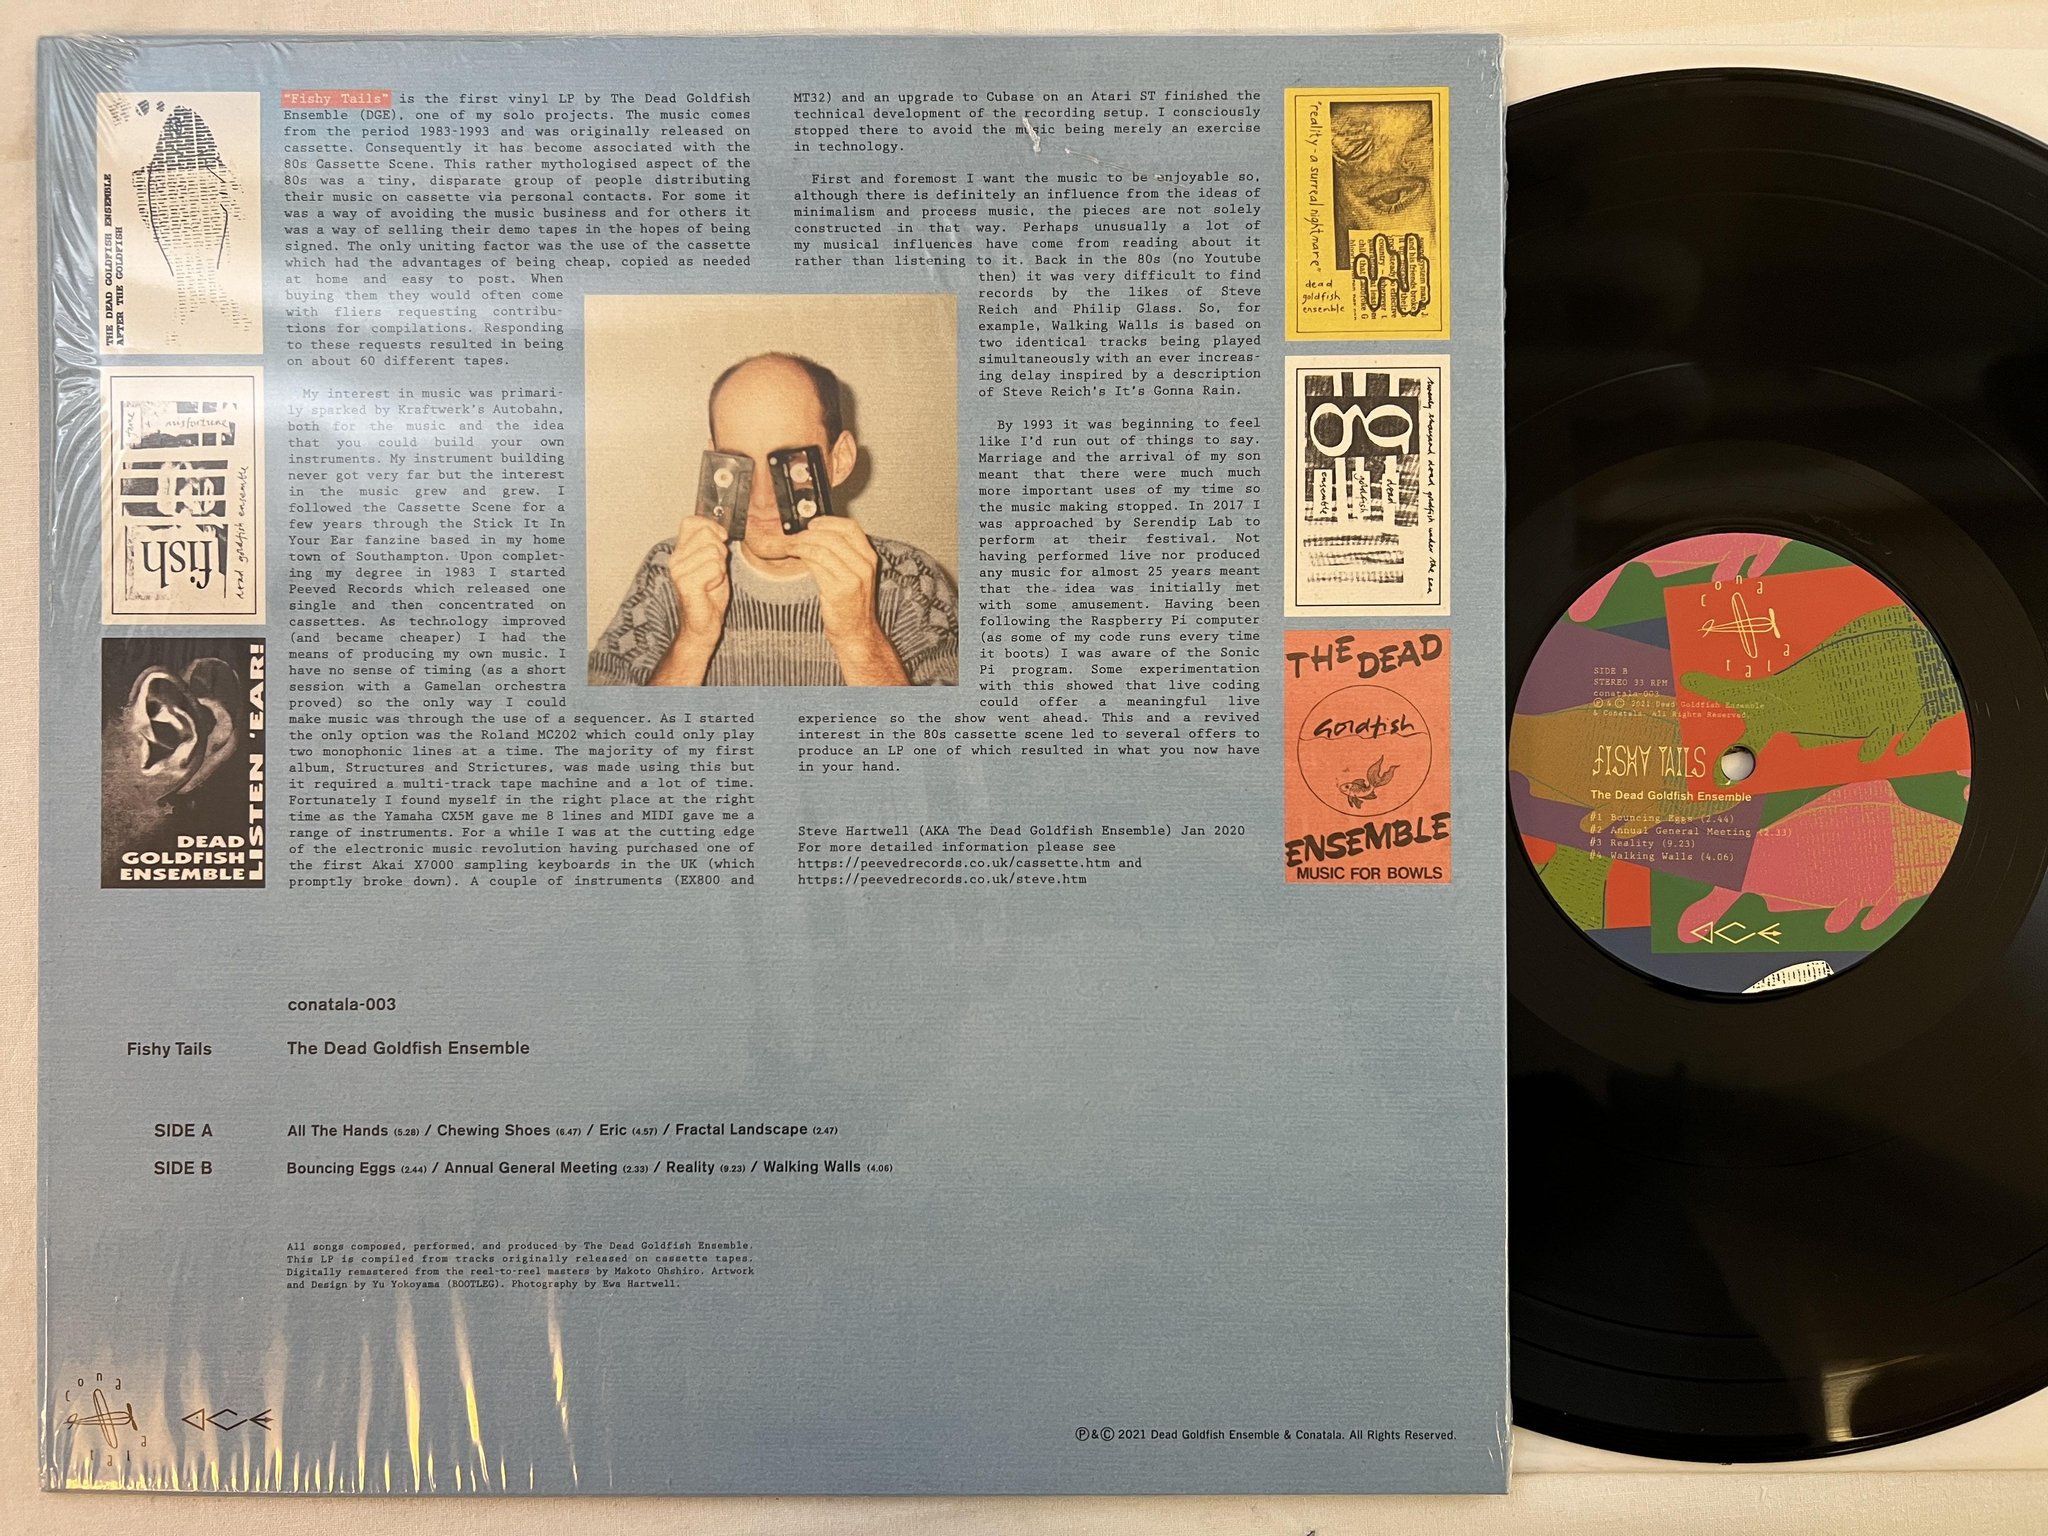 "Fishy Tails" is the first vinyl LP by The Dead Goldfish
Ensemble (DGE), one of my solo projects. The music comes
from the period 1983-1993 and was originally released on
cassette. Consequently it has become associated with the
80s Cassette Scene. This rather mythologised aspect of the
80s was a tiny, disparate group of people distributing
their music on cassette via personal contacts. For some it
was a way of avoiding the music business and for others it
was a way of selling their demo tapes in the hopes of being
signed. The only uniting factor was the use of the cassette
which had the advantages of being cheap, copied as needed
at home and easy to post. When
buying them they would often come
with fliers requesting contribu-
tions for compilations. Responding
to these requests resulted in being
on about 60 different tapes.
My interest in music was primari-
ly sparked by Kraftwerk's Autobahn,
both for the music and the idea
that you could build your own
instruments. My instrument building
never got very far but the interest
in the music grew and grew. I
followed the Cassette Scene for a
few years through the Stick It In
Your Ear fanzine based in my home
town of Southampton. Upon complet-
ing my degree in 1983 I started
Peeved Records which released one
single and then concentrated on
cassettes. As technology improved
(and became cheaper) I had the
means of producing my own music. I
have no sense of timing (as a short
session with a Gamelan orchestra
proved) so the only way I could
make music was through the use of a sequencer. As I started
the only option was the Roland MC202 which could only play
two monophonic lines at a time. The majority of my first
album, Structures and Strictures, was made using this but
it required a multi-track tape machine and a lot of time.
Fortunately I found myself in the right place at the right
time as the Yamaha CX5M gave me 8 lines and MIDI gave me a
range of instruments. For a while I was at the cutting edge
of the electronic music revolution having purchased one of
the first Akai X7000 sampling keyboards in the UK (which
promptly broke down). A couple of instruments (EX800 and
MT32) and an upgrade to Cubase on an Atari ST finished the
technical development of the recording setup. I consciously
stopped there to avoid the music being merely an exercise
in technology.
First and foremost I want the music to be enjoyable so,
although there is definitely an influence from the ideas of
minimalism and process music, the pieces are not solely
constructed in that way. Perhaps unusually a lot of
my musical influences have come from reading about it
rather than listening to it. Back in the 80s (no Youtube
then) it was very difficult to find
records by the likes of Steve
Reich and Philip Glass. So, for
example, Walking Walls is based on
two identical tracks being played
simultaneously with an ever increas-
ing delay inspired by a description
of Steve Reich's It's Gonna Rain.
By 1993 it was beginning to feel
like I'd run out of things to say.
Marriage and the arrival of my son
meant that there were much much
more important uses of my time so
the music making stopped. In 2017 I
was approached by Serendip Lab to
perform at their festival. Not
having performed live nor produced
any music for almost 25 years meant
that the idea was initially met
with some amusement. Having been
following the Raspberry Pi computer
(as some of my code runs every time
it boots) I was aware of the Sonic
Pi program. Some experimentation
with this showed that live coding
could offer a meaningful live
experience so the show went ahead. This and a revived
interest in the 80s cassette scene led to several offers to
produce an LP one of which resulted in what you now have
in your hand.
Steve Hartwell (AKA The Dead Goldfish Ensemble) Jan 2020
For more detailed information please see
https://peevedrecords.co.uk/cassette.htm and
https://peevedrecords.co.uk/steve.htm
THE DEAD GOLDFISH ENSEMBLE
AFTER THE GOLDFISH
fame
+ misfortune
fish
dead goldfish ensemble
LISTEN 'EAR!
DEAD
GOLDFISH
ENSEMBLE
"reality - a surreal nightmare"
dead
goldfish
ensemble
g
dead
goldfish
ensemble
twenty thousand dead goldfish under the sea
THE DEAD
Goldfish
ENSEMBLE
MUSIC FOR BOWLS
conatala-003
Fishy Tails The Dead Goldfish Ensemble
SIDE A All The Hands (5.28) / Chewing Shoes (6.47) / Eric (4.57) / Fractal Landscape (2.47)
SIDE B Bouncing Eggs (2.44) / Annual General Meeting (2.33) / Reality (9.23) / Walking Walls (4.06)
All songs composed, performed, and produced by The Dead Goldfish Ensemble.
This LP is compiled from tracks originally released on cassette tapes.
Digitally remastered from the reel-to-reel masters by Makoto Ohshiro. Artwork
and Design by Yu Yokoyama (BOOTLEG). Photography by Ewa Hartwell.
conatala
℗&© 2021 Dead Goldfish Ensemble & Conatala. All Rights Reserved.
conatala
SIDE B
STEREO 33 RPM
conatala-003
℗ & © 2021 Dead Goldfish Ensemble
& Conatala. All Rights Reserved.
FISHY TAILS
The Dead Goldfish Ensemble
#1 Bouncing Eggs (2.44)
#2 Annual General Meeting (2.33)
#3 Reality (9.23)
#4 Walking Walls (4.06)